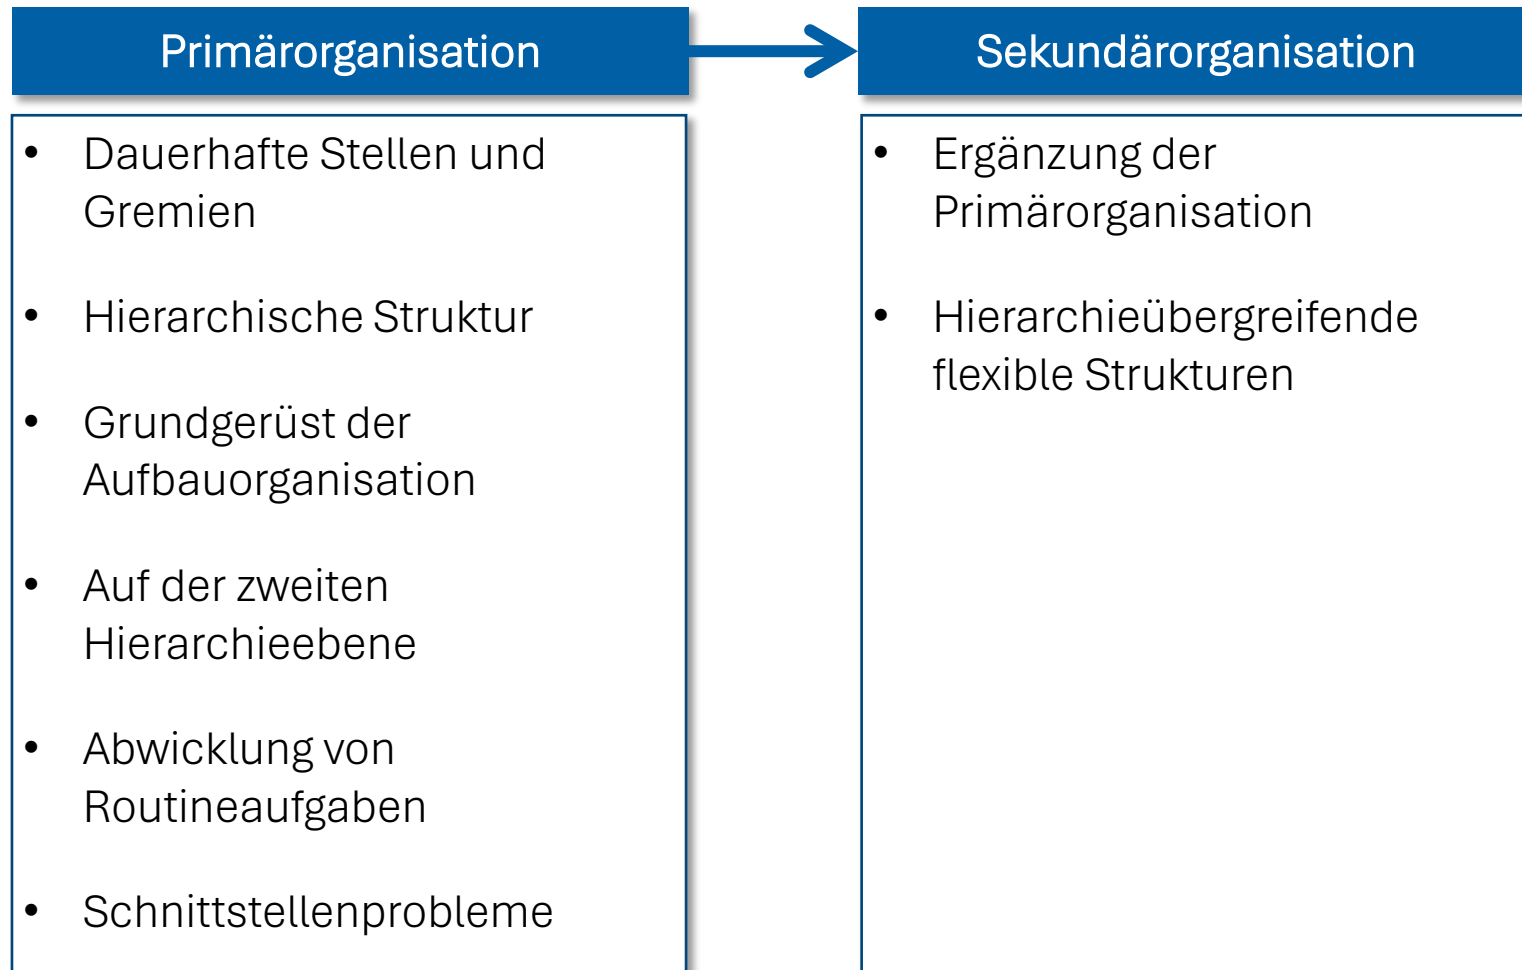 Primärorganisation
Sekundärorganisation
• Dauerhafte Stellen und
Gremien
• Hierarchische Struktur
• Grundgerüst der
Aufbauorganisation
• Auf der zweiten
Hierarchieebene
• Abwicklung von
Routineaufgaben
• Schnittstellenprobleme
• Ergänzung der
Primärorganisation
• Hierarchieübergreifende
flexible Strukturen